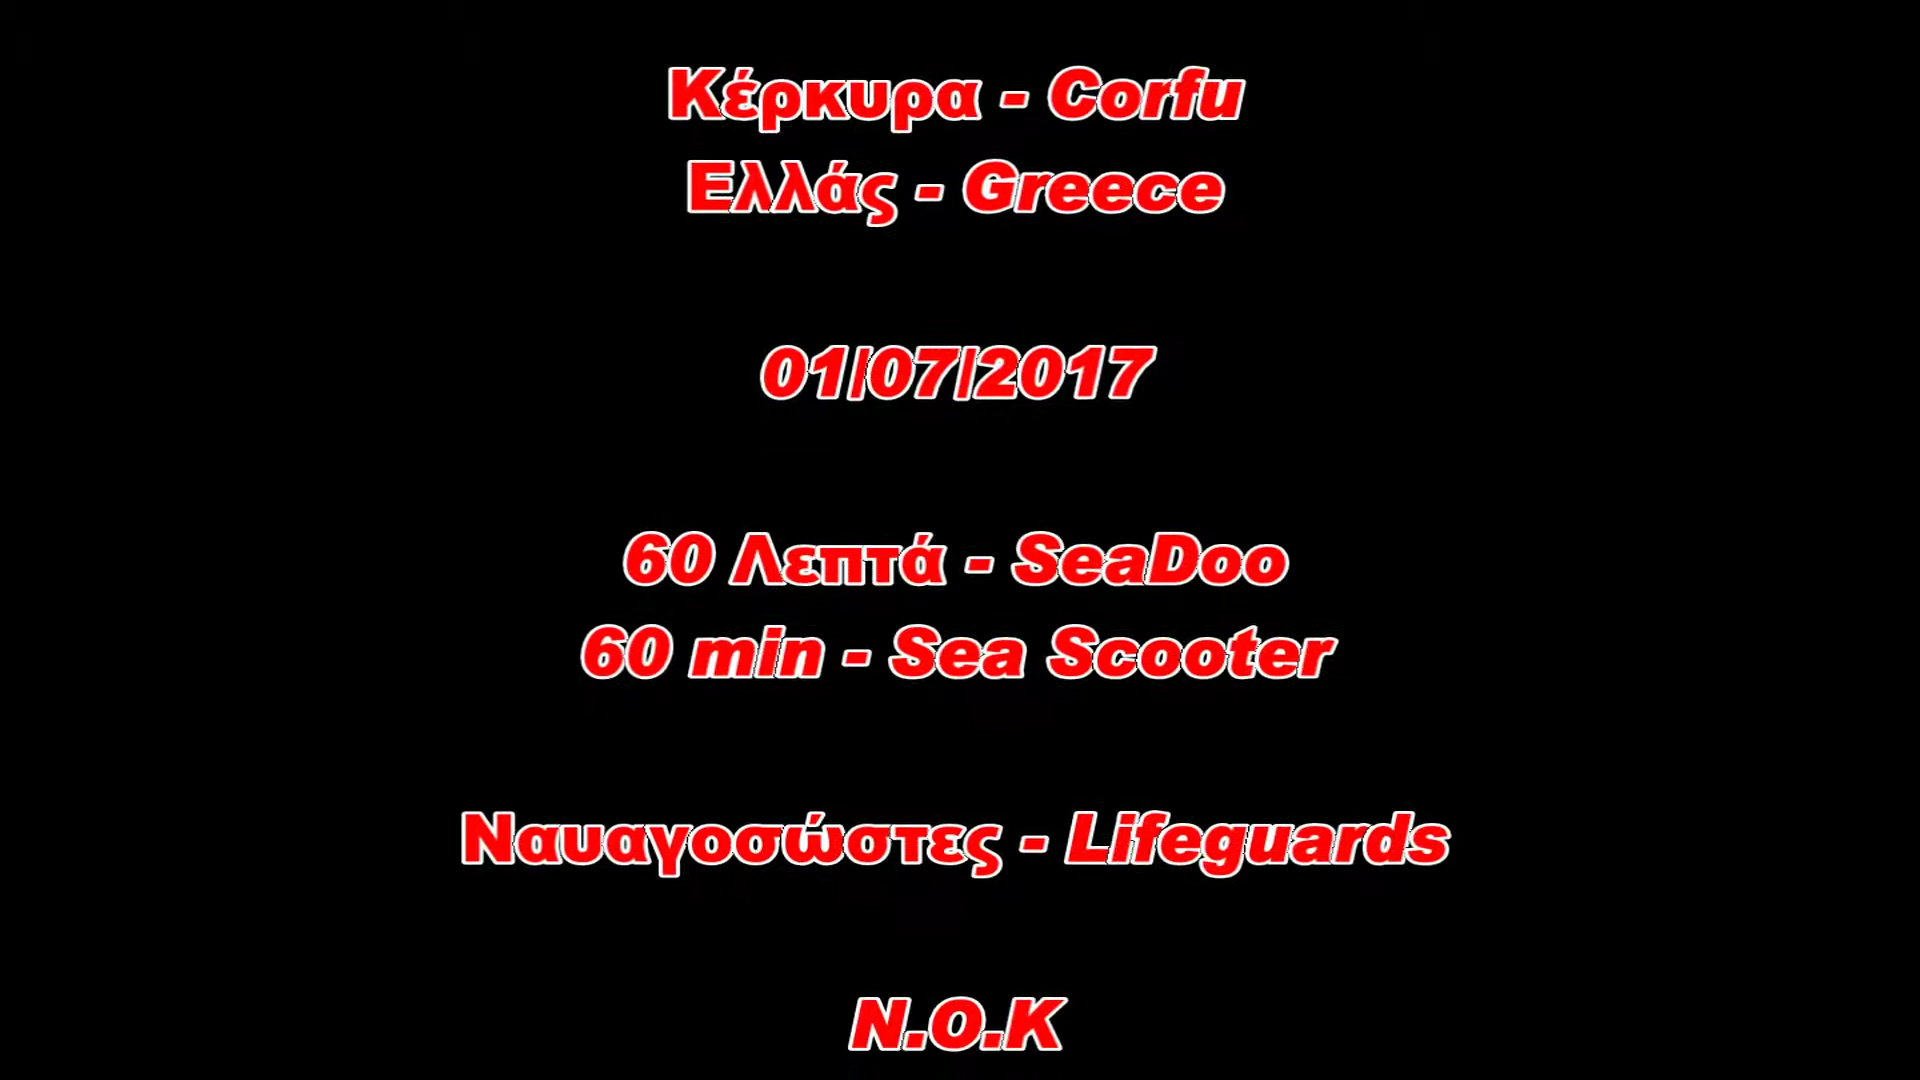 Κέρκυρα - Corfu
Ελλάς - Greece
01/07/2017
60 Λεπτά - SeaDoo
60 min - Sea Scooter
Ναυαγοσώστες - Lifeguards
N.O.K